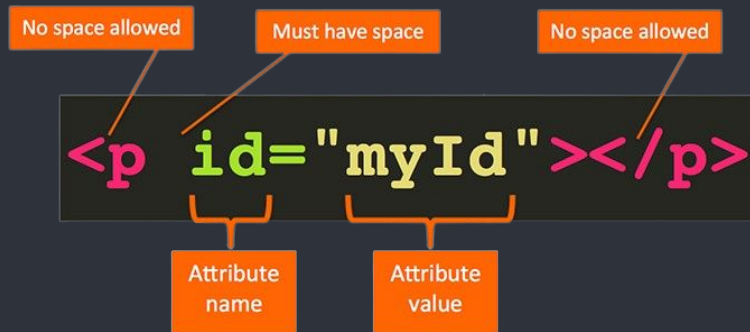 No space allowed
Must have space
No space allowed
<p id="myId"></p>
Attribute
name
Attribute
value